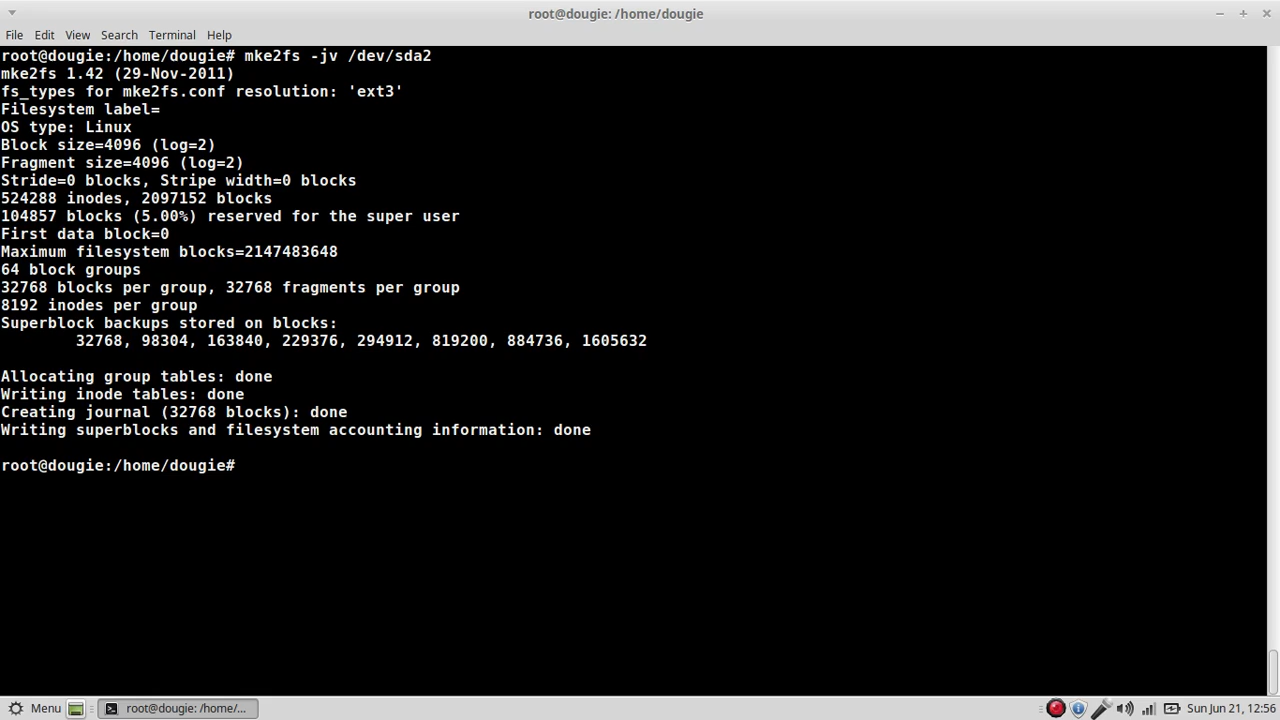 root@dougie: /home/dougie
File Edit View Search Terminal Help
root@dougie:/home/dougie# mke2fs -jv /dev/sda2
mke2fs 1.42 (29-Nov-2011)
fs_types for mke2fs.conf resolution: 'ext3'
Filesystem label=
OS type: Linux
Block size=4096 (log=2)
Fragment size=4096 (log=2)
Stride=0 blocks, Stripe width=0 blocks
524288 inodes, 2097152 blocks
104857 blocks (5.00%) reserved for the super user
First data block=0
Maximum filesystem blocks=2147483648
64 block groups
32768 blocks per group, 32768 fragments per group
8192 inodes per group
Superblock backups stored on blocks:
32768, 98304, 163840, 229376, 294912, 819200, 884736, 1605632
Allocating group tables: done
Writing inode tables: done
Creating journal (32768 blocks): done
Writing superblocks and filesystem accounting information: done
root@dougie:/home/dougie#
Menu root@dougie: /home/... Sun Jun 21, 12:56